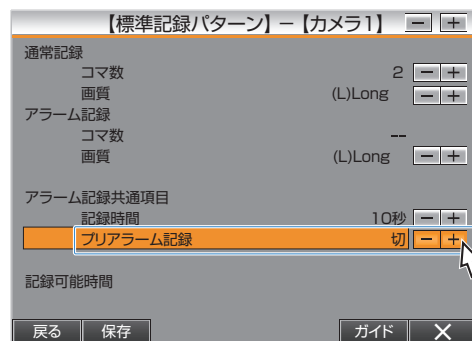 【標準記録パターン】－【カメラ1】 － ＋
通常記録
コマ数 2 － ＋
画質 (L)Long － ＋
アラーム記録
コマ数 --
画質 (L)Long － ＋
アラーム記録共通項目
記録時間 10秒 － ＋
プリアラーム記録 切 － ＋
記録可能時間
戻る 保存 ガイド ✕